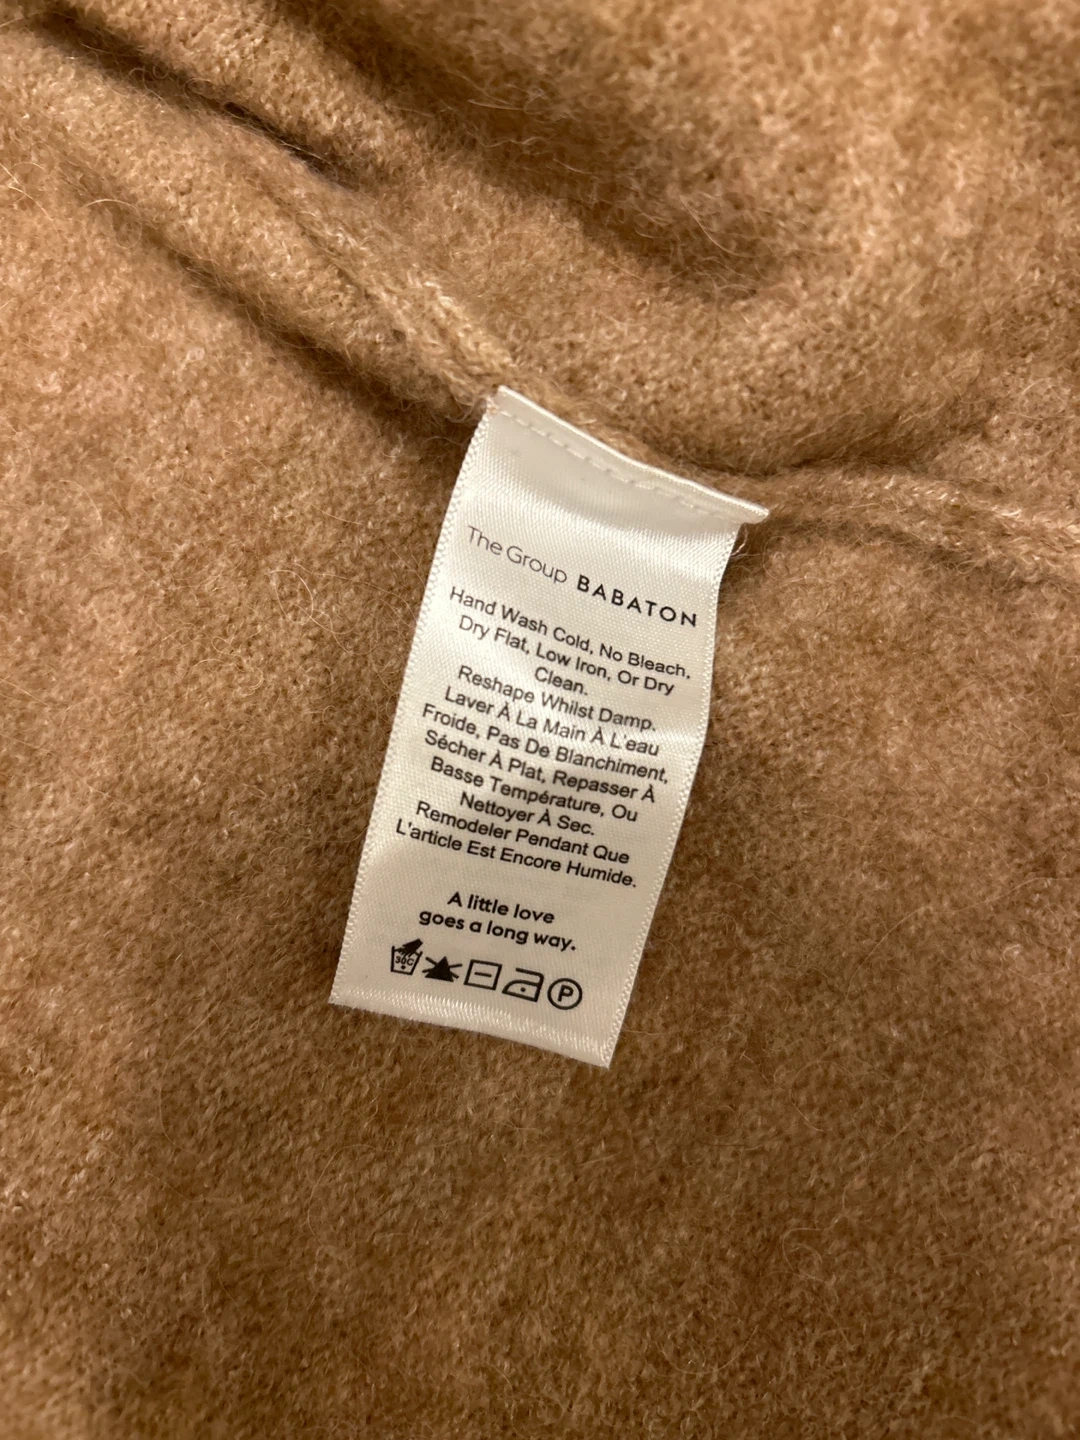 The Group BABATON
Hand Wash Cold, No Bleach,
Dry Flat, Low Iron, Or Dry
Clean.
Reshape Whilst Damp.
Laver À La Main À L'eau
Froide, Pas De Blanchiment,
Sécher À Plat, Repasser À
Basse Température, Ou
Nettoyer À Sec.
Remodeler Pendant Que
L'article Est Encore Humide.
A little love
goes a long way.
30C P